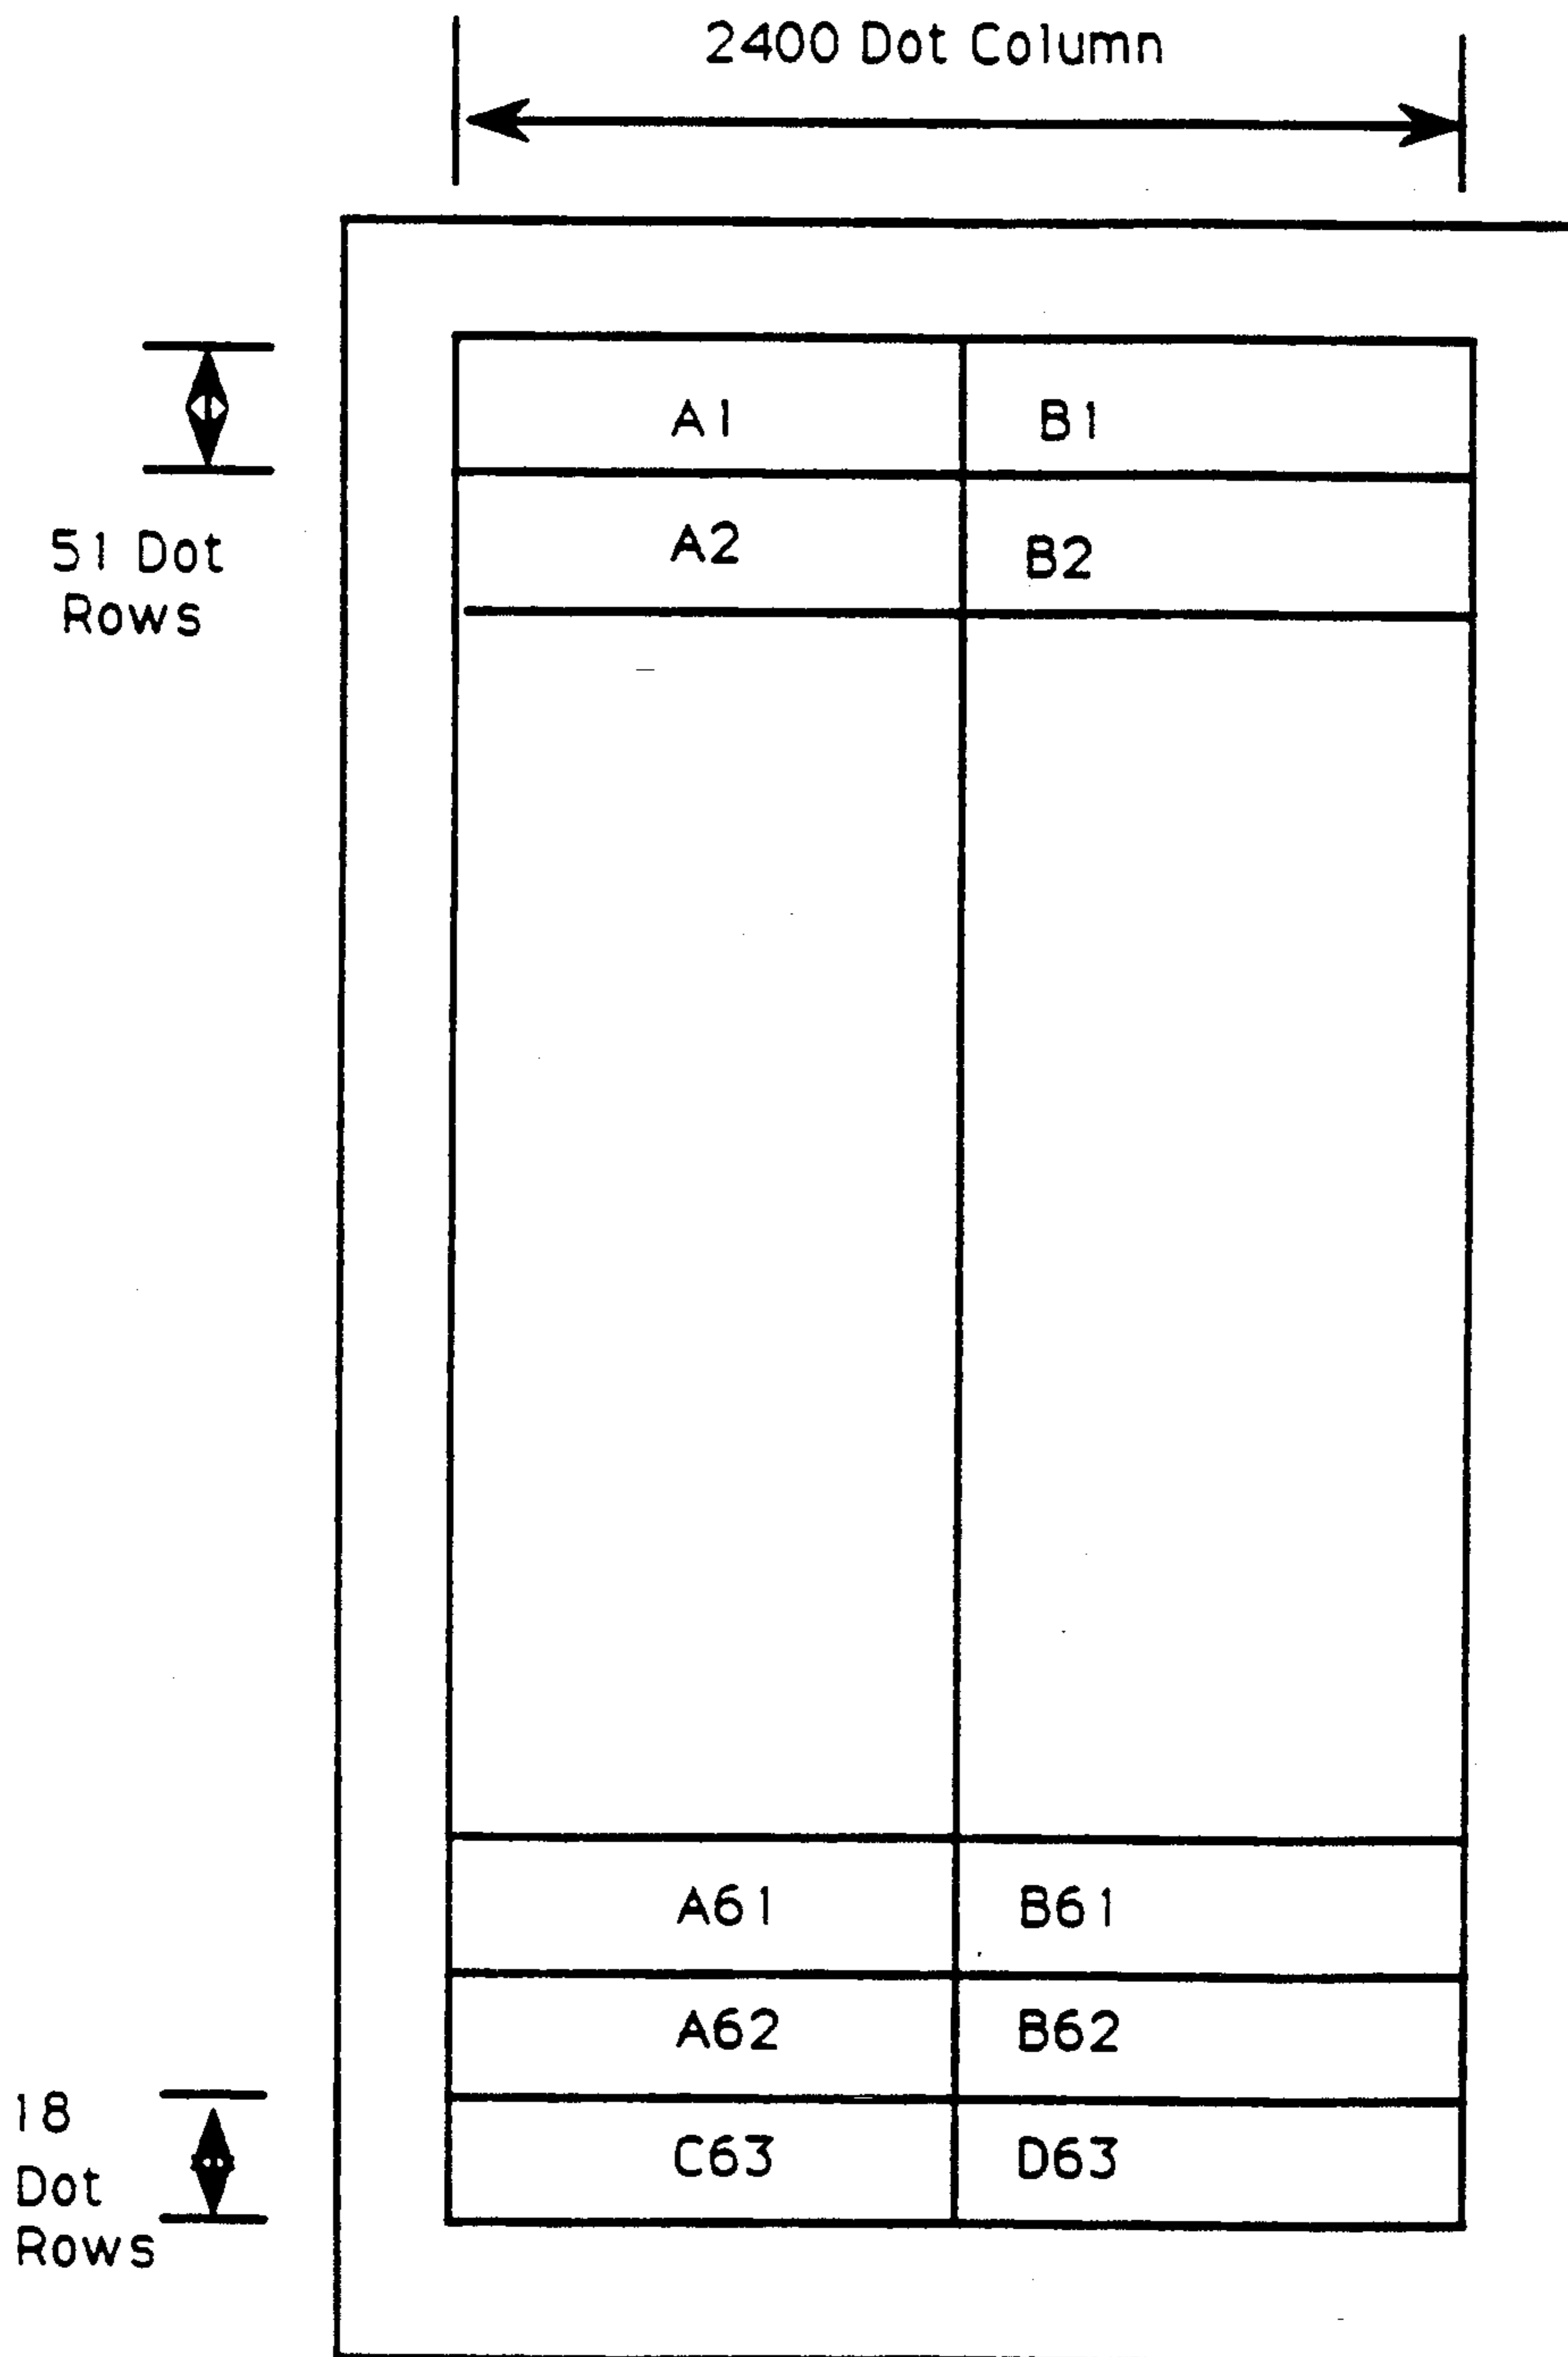 2400 Dot Column
A1 B1
51 Dot
Rows
A2 B2
A61 B61
A62 B62
18
Dot
Rows
C63 D63